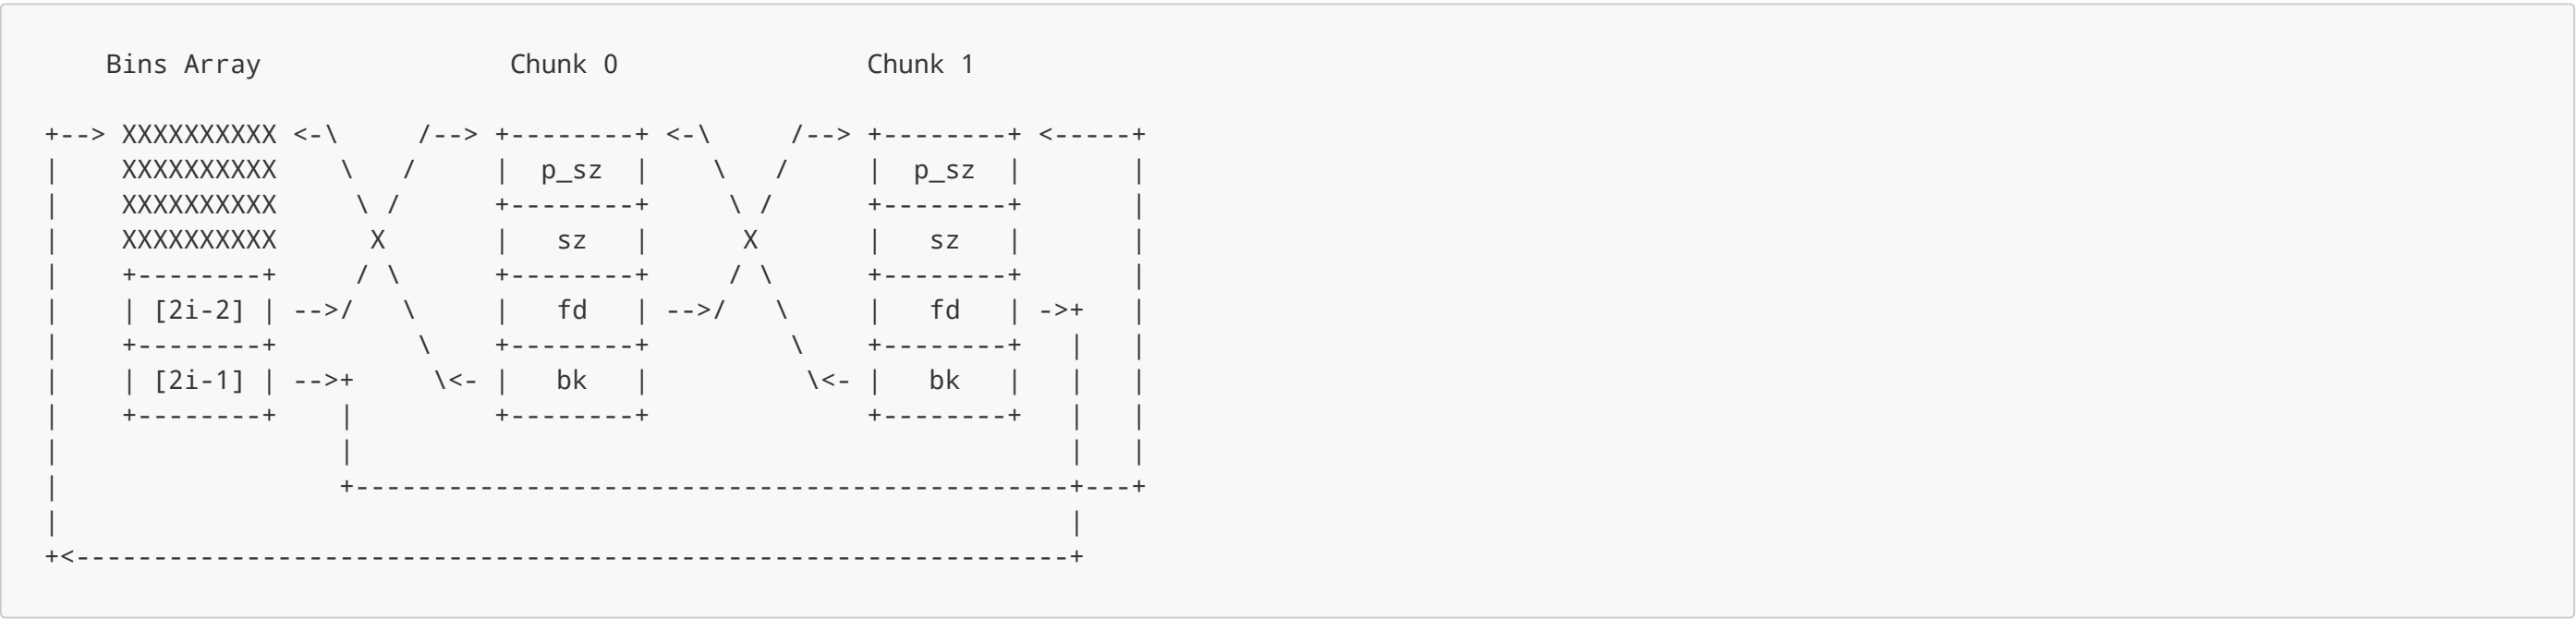 Bins Array                Chunk 0                Chunk 1

+--> XXXXXXXXXX <-\     /--> +--------+ <-\     /--> +--------+ <-----+
|    XXXXXXXXXX    \   /     |  p_sz  |    \   /     |  p_sz  |       |
|    XXXXXXXXXX     \ /      +--------+     \ /      +--------+       |
|    XXXXXXXXXX      X       |   sz   |      X       |   sz   |       |
|    +--------+     / \      +--------+     / \      +--------+       |
|    | [2i-2] | -->/   \     |   fd   | -->/   \     |   fd   | ->+   |
|    +--------+         \    +--------+         \    +--------+   |   |
|    | [2i-1] | -->+     \<- |   bk   |          \<- |   bk   |   |   |
|    +--------+    |         +--------+              +--------+   |   |
|                  |                                              |   |
|                  +----------------------------------------------+---+
|                                                                 |
+<----------------------------------------------------------------+